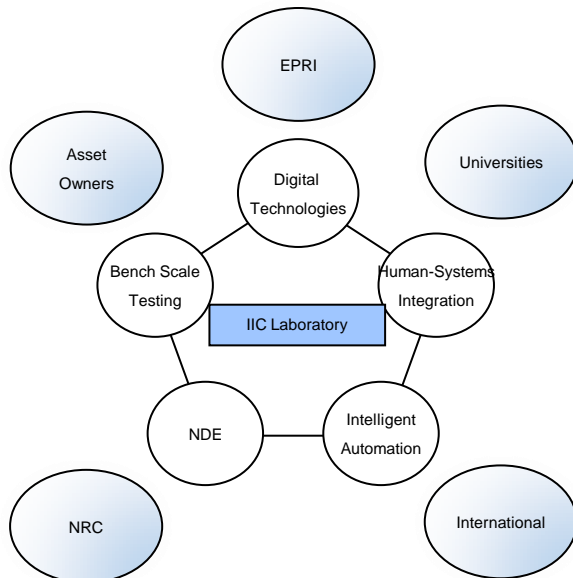 EPRI
Asset
Owners
Universities
Digital
Technologies
Bench Scale
Testing
Human-Systems
Integration
IIC Laboratory
NDE
Intelligent
Automation
NRC
International